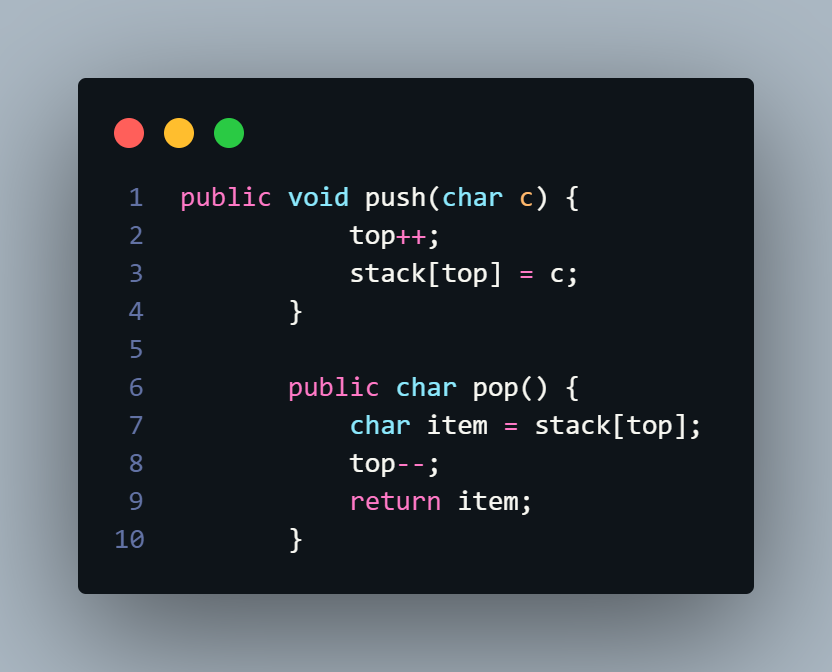 1 public void push(char c) {
2 top++;
3 stack[top] = c;
4 }
5
6 public char pop() {
7 char item = stack[top];
8 top--;
9 return item;
10 }